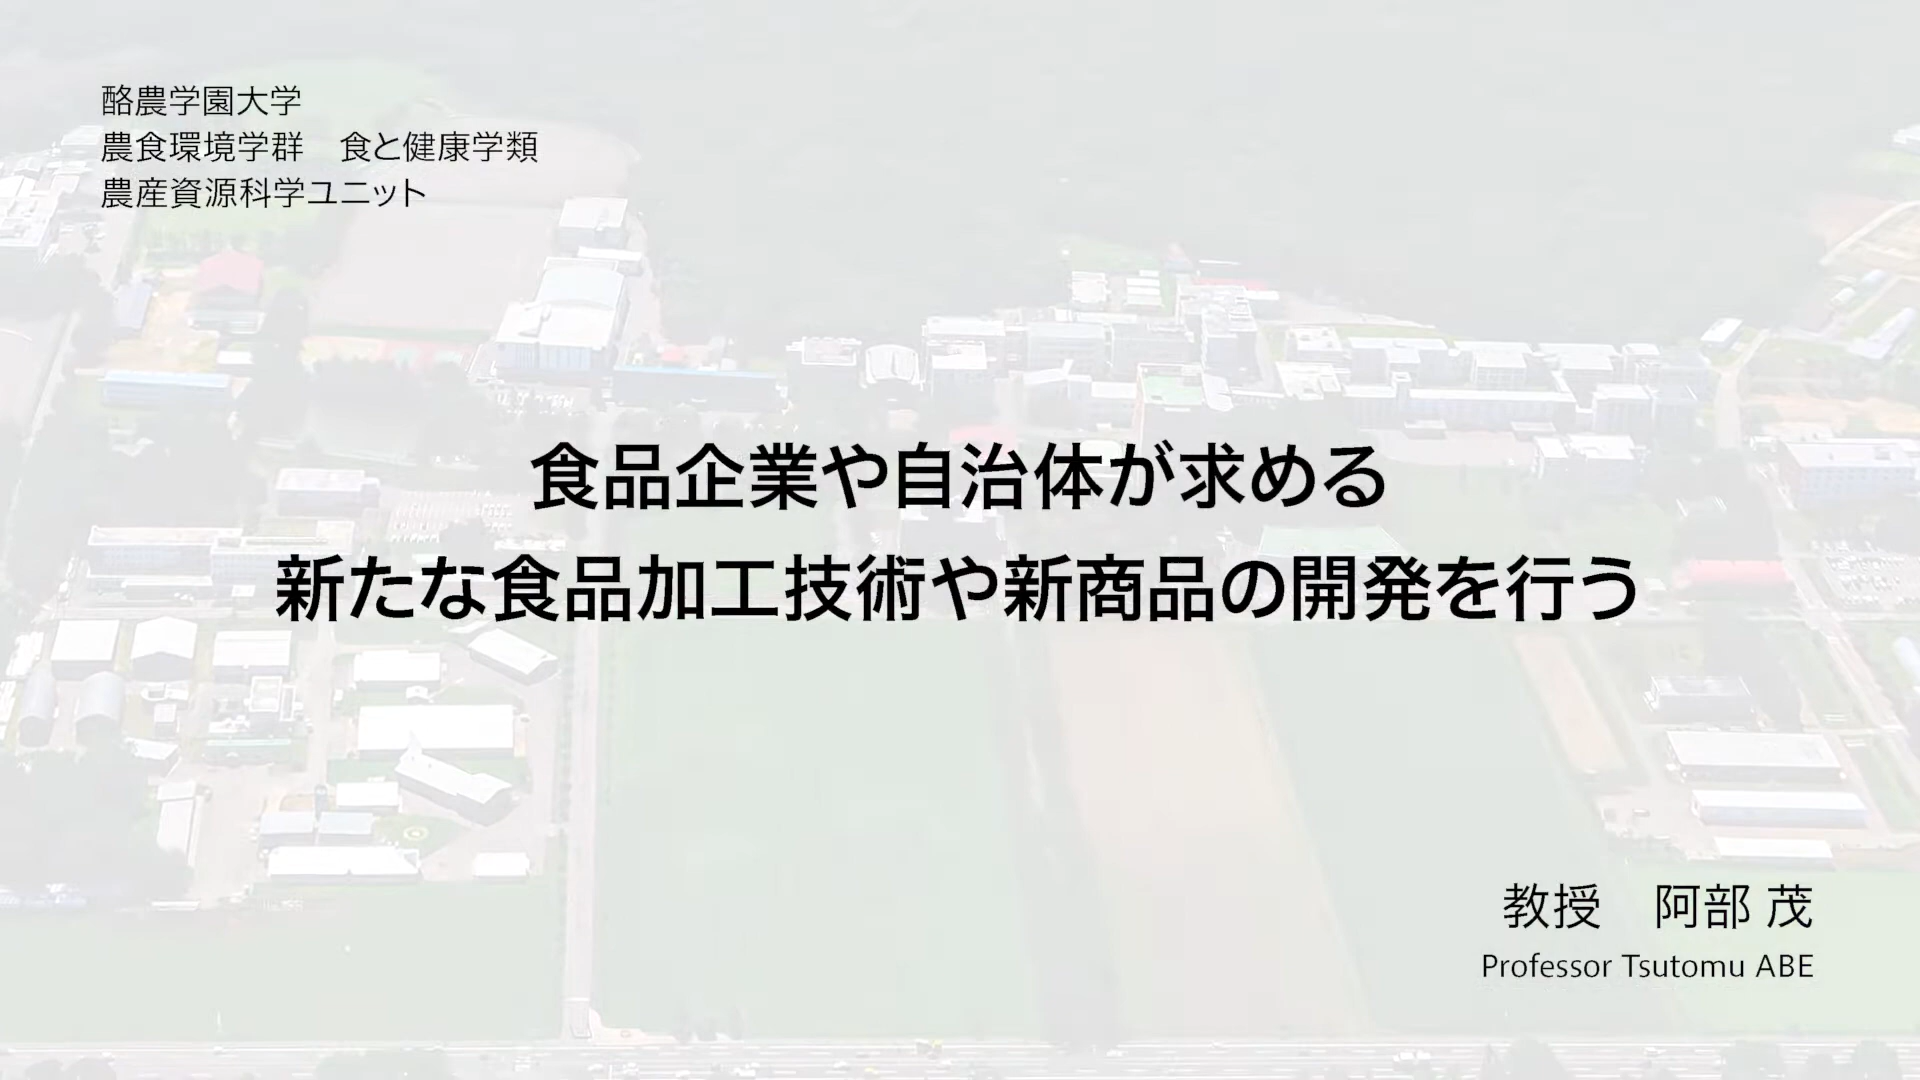 酪農学園大学
農食環境学群　食と健康学類
農産資源科学ユニット
食品企業や自治体が求める
新たな食品加工技術や新商品の開発を行う
教授　阿部 茂
Professor Tsutomu ABE